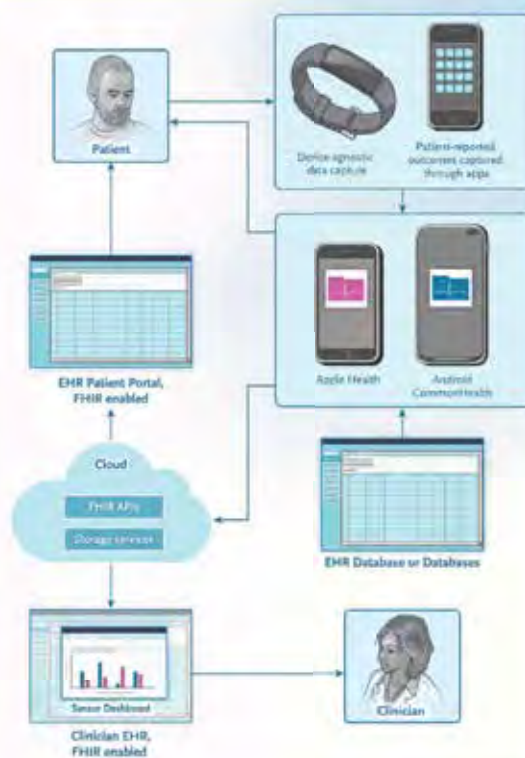 Patient
Device agnostic
data capture
Patient-reported
outcomes captured
through apps
Apple Health
Android
CommonHealth
EHR Patient Portal,
FHIR enabled
Cloud
FHIR APIs
Storage services
EHR Database or Databases
Sensor Dashboard
Clinician EHR,
FHIR enabled
Clinician